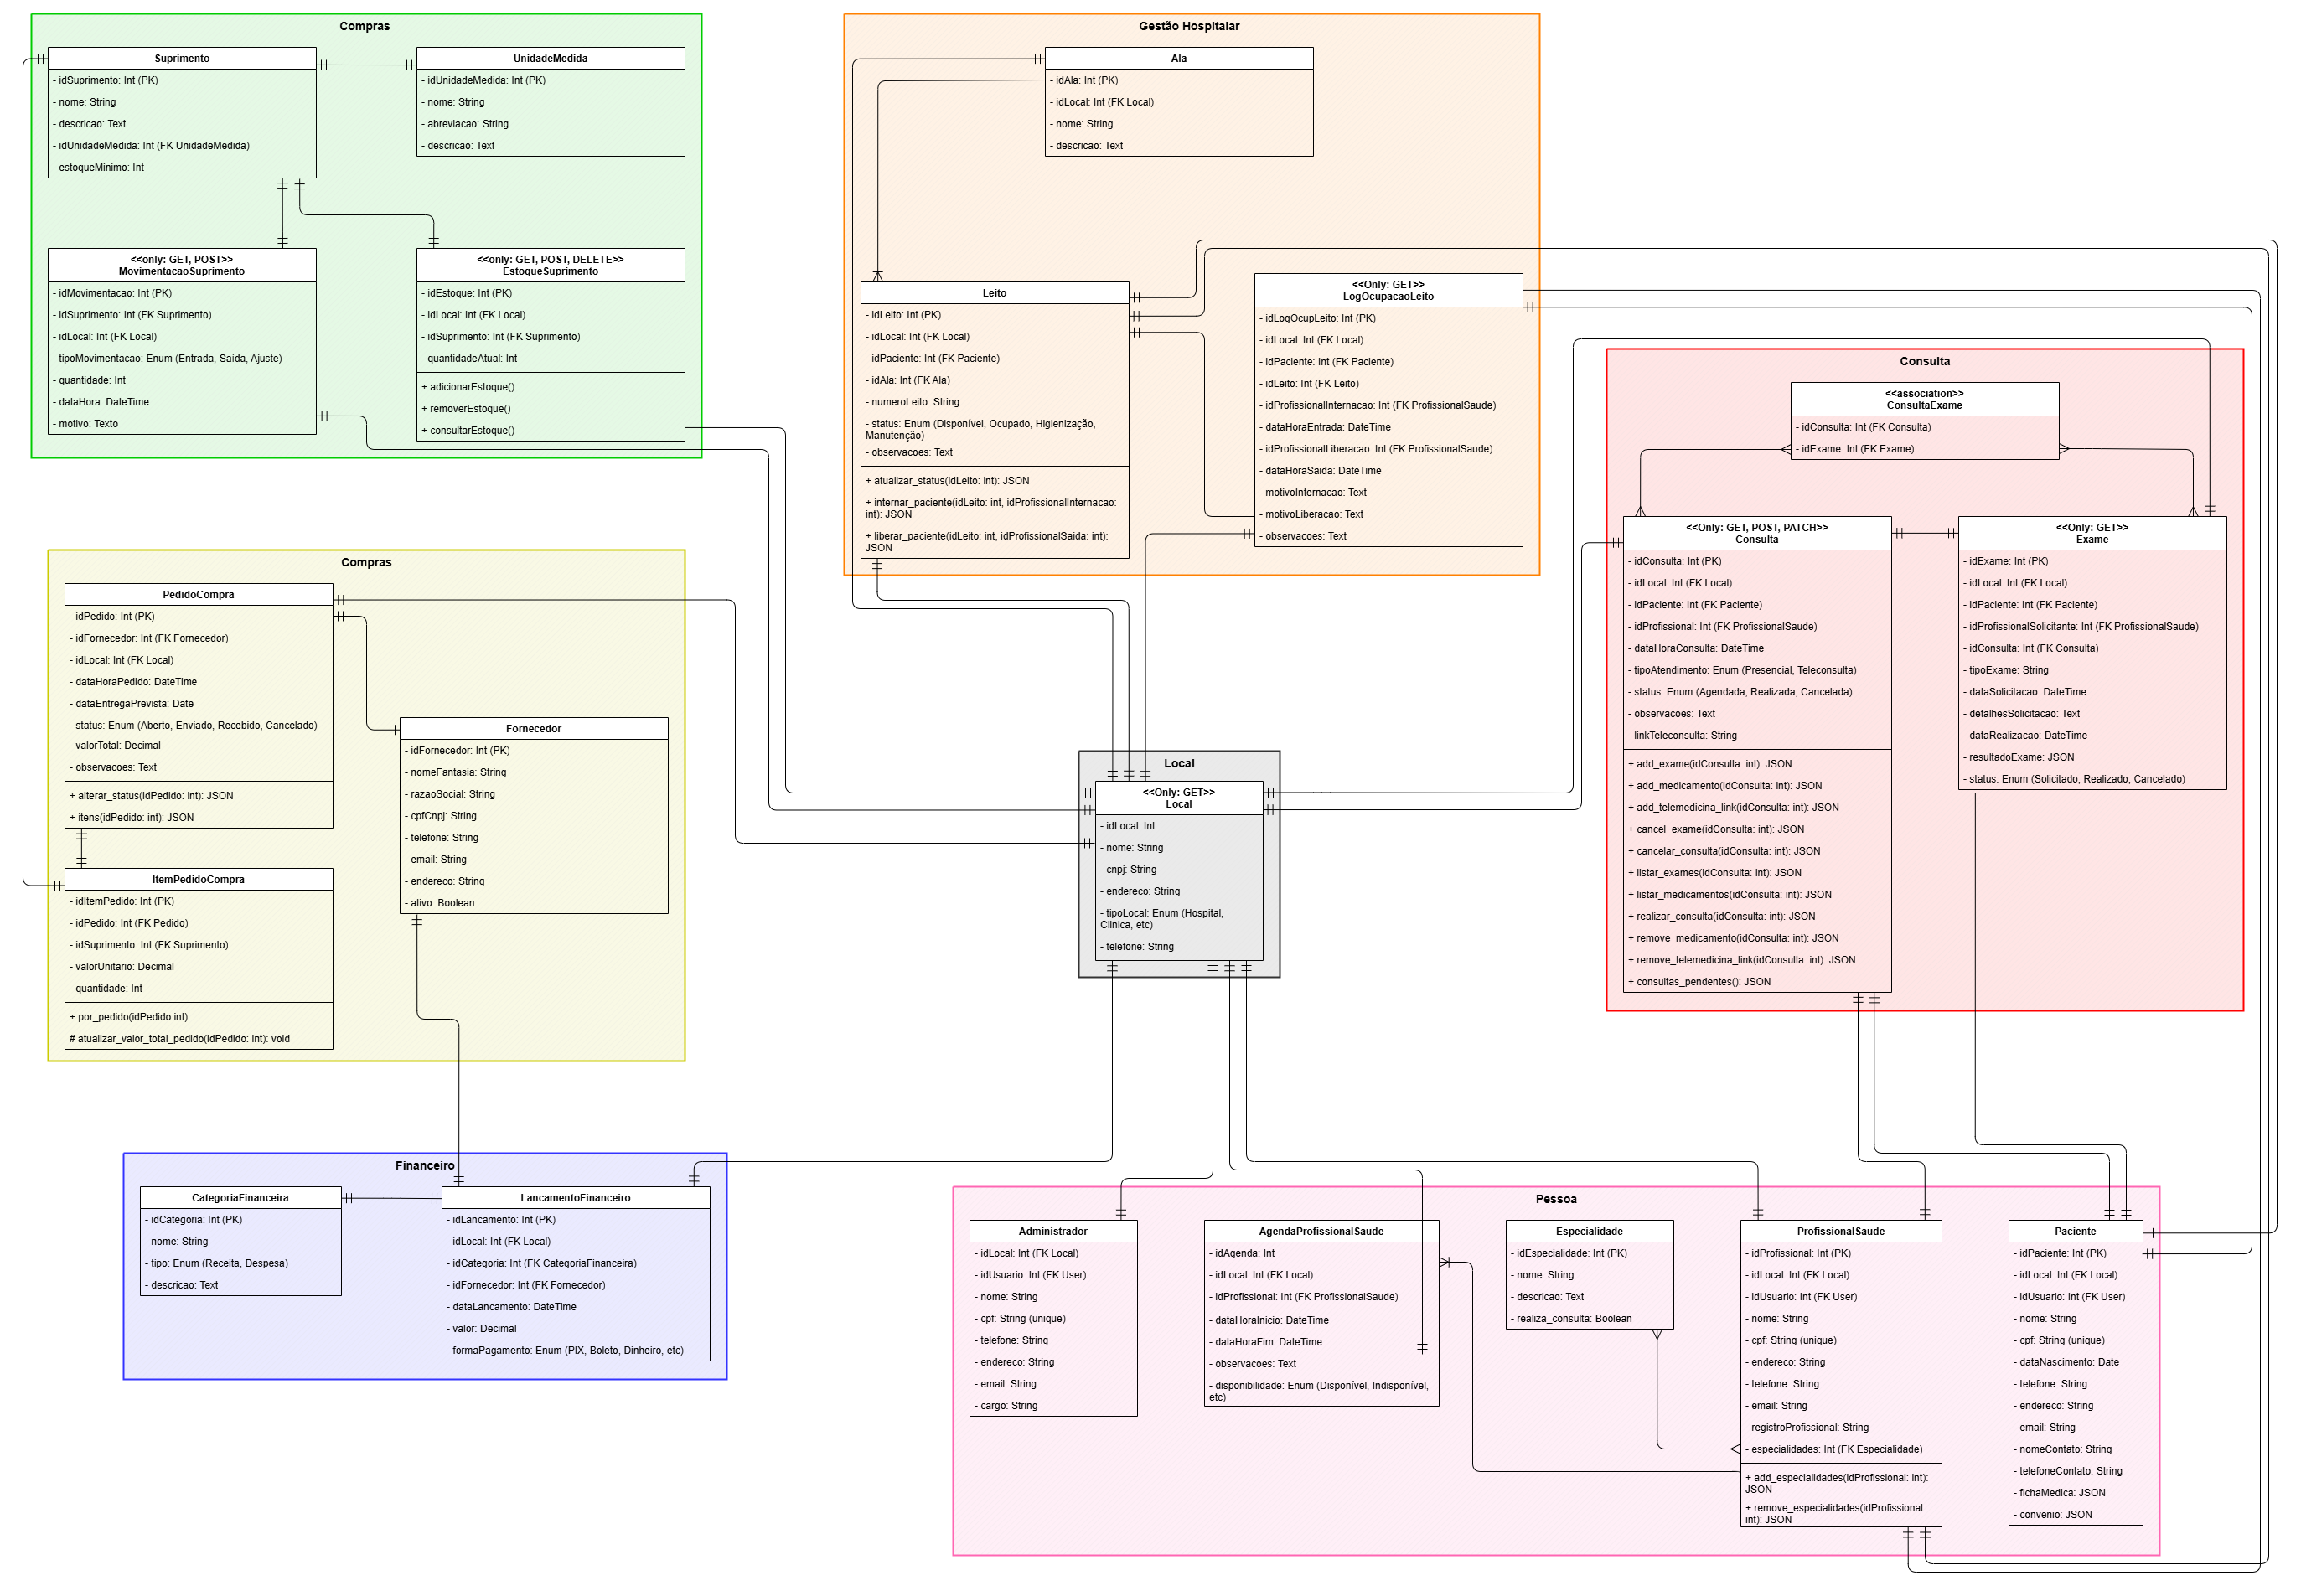 Compras
Suprimento
- idSuprimento: Int (PK)
- nome: String
- descricao: Text
- idUnidadeMedida: Int (FK UnidadeMedida)
- estoqueMinimo: Int
UnidadeMedida
- idUnidadeMedida: Int (PK)
- nome: String
- abreviacao: String
- descricao: Text
<<only: GET, POST>>
MovimentacaoSuprimento
- idMovimentacao: Int (PK)
- idSuprimento: Int (FK Suprimento)
- idLocal: Int (FK Local)
- tipoMovimentacao: Enum (Entrada, Saída, Ajuste)
- quantidade: Int
- dataHora: DateTime
- motivo: Texto
<<only: GET, POST, DELETE>>
EstoqueSuprimento
- idEstoque: Int (PK)
- idLocal: Int (FK Local)
- idSuprimento: Int (FK Suprimento)
- quantidadeAtual: Int
+ adicionarEstoque()
+ removerEstoque()
+ consultarEstoque()
Gestão Hospitalar
Ala
- idAla: Int (PK)
- idLocal: Int (FK Local)
- nome: String
- descricao: Text
Leito
- idLeito: Int (PK)
- idLocal: Int (FK Local)
- idPaciente: Int (FK Paciente)
- idAla: Int (FK Ala)
- numeroLeito: String
- status: Enum (Disponível, Ocupado, Higienização,
Manutenção)
- observacoes: Text
+ atualizar_status(idLeito: int): JSON
+ internar_paciente(idLeito: int, idProfissionalInternacao:
int): JSON
+ liberar_paciente(idLeito: int, idProfissionalSaida: int):
JSON
<<Only: GET>>
LogOcupacaoLeito
- idLogOcupLeito: Int (PK)
- idLocal: Int (FK Local)
- idPaciente: Int (FK Paciente)
- idLeito: Int (FK Leito)
- idProfissionalInternacao: Int (FK ProfissionalSaude)
- dataHoraEntrada: DateTime
- idProfissionalLiberacao: Int (FK ProfissionalSaude)
- dataHoraSaida: DateTime
- motivoInternacao: Text
- motivoLiberacao: Text
- observacoes: Text
Consulta
<<association>>
ConsultaExame
- idConsulta: Int (FK Consulta)
- idExame: Int (FK Exame)
<<Only: GET, POST, PATCH>>
Consulta
- idConsulta: Int (PK)
- idLocal: Int (FK Local)
- idPaciente: Int (FK Paciente)
- idProfissional: Int (FK ProfissionalSaude)
- dataHoraConsulta: DateTime
- tipoAtendimento: Enum (Presencial, Teleconsulta)
- status: Enum (Agendada, Realizada, Cancelada)
- observacoes: Text
- linkTeleconsulta: String
+ add_exame(idConsulta: int): JSON
+ add_medicamento(idConsulta: int): JSON
+ add_telemedicina_link(idConsulta: int): JSON
+ cancel_exame(idConsulta: int): JSON
+ cancelar_consulta(idConsulta: int): JSON
+ listar_exames(idConsulta: int): JSON
+ listar_medicamentos(idConsulta: int): JSON
+ realizar_consulta(idConsulta: int): JSON
+ remove_medicamento(idConsulta: int): JSON
+ remove_telemedicina_link(idConsulta: int): JSON
+ consultas_pendentes(): JSON
<<Only: GET>>
Exame
- idExame: Int (PK)
- idLocal: Int (FK Local)
- idPaciente: Int (FK Paciente)
- idProfissionalSolicitante: Int (FK ProfissionalSaude)
- idConsulta: Int (FK Consulta)
- tipoExame: String
- dataSolicitacao: DateTime
- detalhesSolicitacao: Text
- dataRealizacao: DateTime
- resultadoExame: JSON
- status: Enum (Solicitado, Realizado, Cancelado)
Compras
PedidoCompra
- idPedido: Int (PK)
- idFornecedor: Int (FK Fornecedor)
- idLocal: Int (FK Local)
- dataHoraPedido: DateTime
- dataEntregaPrevista: Date
- status: Enum (Aberto, Enviado, Recebido, Cancelado)
- valorTotal: Decimal
- observacoes: Text
+ alterar_status(idPedido: int): JSON
+ itens(idPedido: int): JSON
Fornecedor
- idFornecedor: Int (PK)
- nomeFantasia: String
- razaoSocial: String
- cpfCnpj: String
- telefone: String
- email: String
- endereco: String
- ativo: Boolean
ItemPedidoCompra
- idItemPedido: Int (PK)
- idPedido: Int (FK Pedido)
- idSuprimento: Int (FK Suprimento)
- valorUnitario: Decimal
- quantidade: Int
+ por_pedido(idPedido:int)
# atualizar_valor_total_pedido(idPedido: int): void
Local
<<Only: GET>>
Local
- idLocal: Int
- nome: String
- cnpj: String
- endereco: String
- tipoLocal: Enum (Hospital,
Clinica, etc)
- telefone: String
Financeiro
CategoriaFinanceira
- idCategoria: Int (PK)
- nome: String
- tipo: Enum (Receita, Despesa)
- descricao: Text
LancamentoFinanceiro
- idLancamento: Int (PK)
- idLocal: Int (FK Local)
- idCategoria: Int (FK CategoriaFinanceira)
- idFornecedor: Int (FK Fornecedor)
- dataLancamento: DateTime
- valor: Decimal
- formaPagamento: Enum (PIX, Boleto, Dinheiro, etc)
Pessoa
Administrador
- idLocal: Int (FK Local)
- idUsuario: Int (FK User)
- nome: String
- cpf: String (unique)
- telefone: String
- endereco: String
- email: String
- cargo: String
AgendaProfissionalSaude
- idAgenda: Int
- idLocal: Int (FK Local)
- idProfissional: Int (FK ProfissionalSaude)
- dataHoraInicio: DateTime
- dataHoraFim: DateTime
- observacoes: Text
- disponibilidade: Enum (Disponível, Indisponível,
etc)
Especialidade
- idEspecialidade: Int (PK)
- nome: String
- descricao: Text
- realiza_consulta: Boolean
ProfissionalSaude
- idProfissional: Int (PK)
- idLocal: Int (FK Local)
- idUsuario: Int (FK User)
- nome: String
- cpf: String (unique)
- endereco: String
- telefone: String
- email: String
- registroProfissional: String
- especialidades: Int (FK Especialidade)
+ add_especialidades(idProfissional: int):
JSON
+ remove_especialidades(idProfissional:
int): JSON
Paciente
- idPaciente: Int (PK)
- idLocal: Int (FK Local)
- idUsuario: Int (FK User)
- nome: String
- cpf: String (unique)
- dataNascimento: Date
- telefone: String
- endereco: String
- email: String
- nomeContato: String
- telefoneContato: String
- fichaMedica: JSON
- convenio: JSON